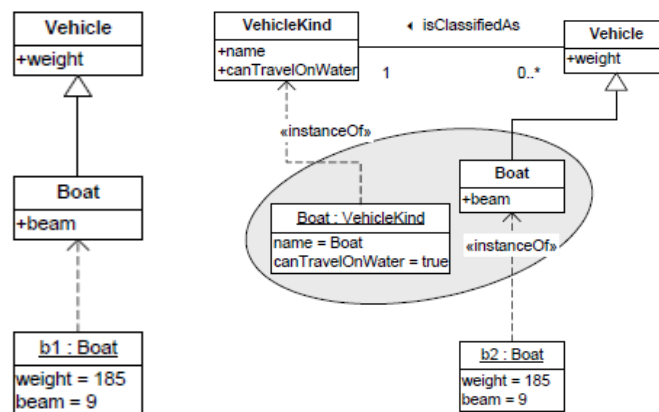 Vehicle
+weight
Boat
+beam
b1 : Boat
weight = 185
beam = 9
VehicleKind
+name
+canTravelOnWater
isClassifiedAs
1
0..*
Vehicle
+weight
«instanceOf»
Boat
+beam
Boat : VehicleKind
name = Boat
canTravelOnWater = true
«instanceOf»
b2 : Boat
weight = 185
beam = 9